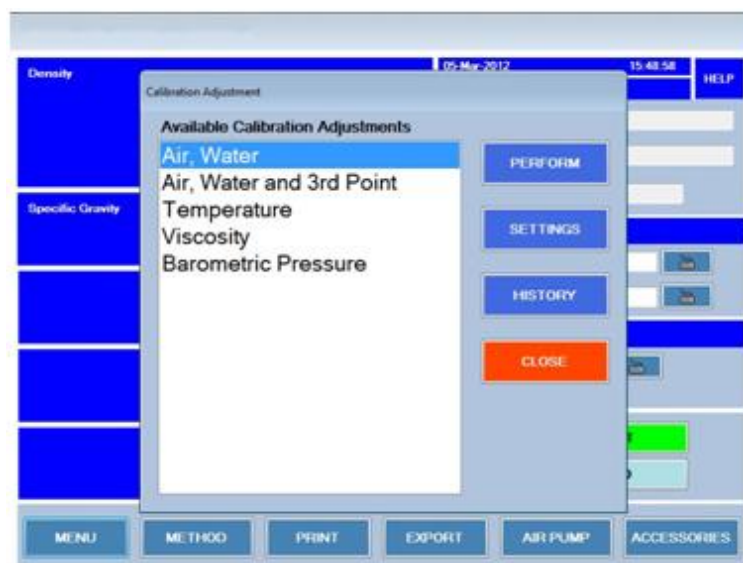 Density
05-Mar-2012 15:48:58
HELP
Calibration Adjustment
Available Calibration Adjustments
Air, Water
Air, Water and 3rd Point
Temperature
Viscosity
Barometric Pressure
PERFORM
SETTINGS
HISTORY
CLOSE
Specific Gravity
MENU
METHOD
PRINT
EXPORT
AIR PUMP
ACCESSORIES